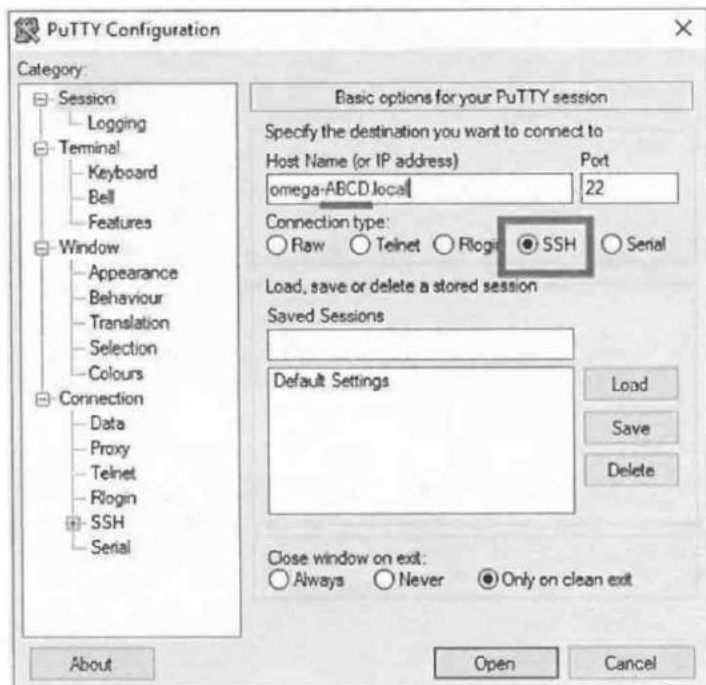 PuTTY Configuration
Category:
Session
Logging
Terminal
Keyboard
Bell
Features
Window
Appearance
Behaviour
Translation
Selection
Colours
Connection
Data
Proxy
Telnet
Rlogin
SSH
Serial
Basic options for your PuTTY session
Specify the destination you want to connect to
Host Name (or IP address) Port
omega-ABCD.local 22
Connection type:
Raw Telnet Rlogin SSH Serial
Load, save or delete a stored session
Saved Sessions
Default Settings
Load
Save
Delete
Close window on exit:
Always Never Only on clean exit
About Open Cancel